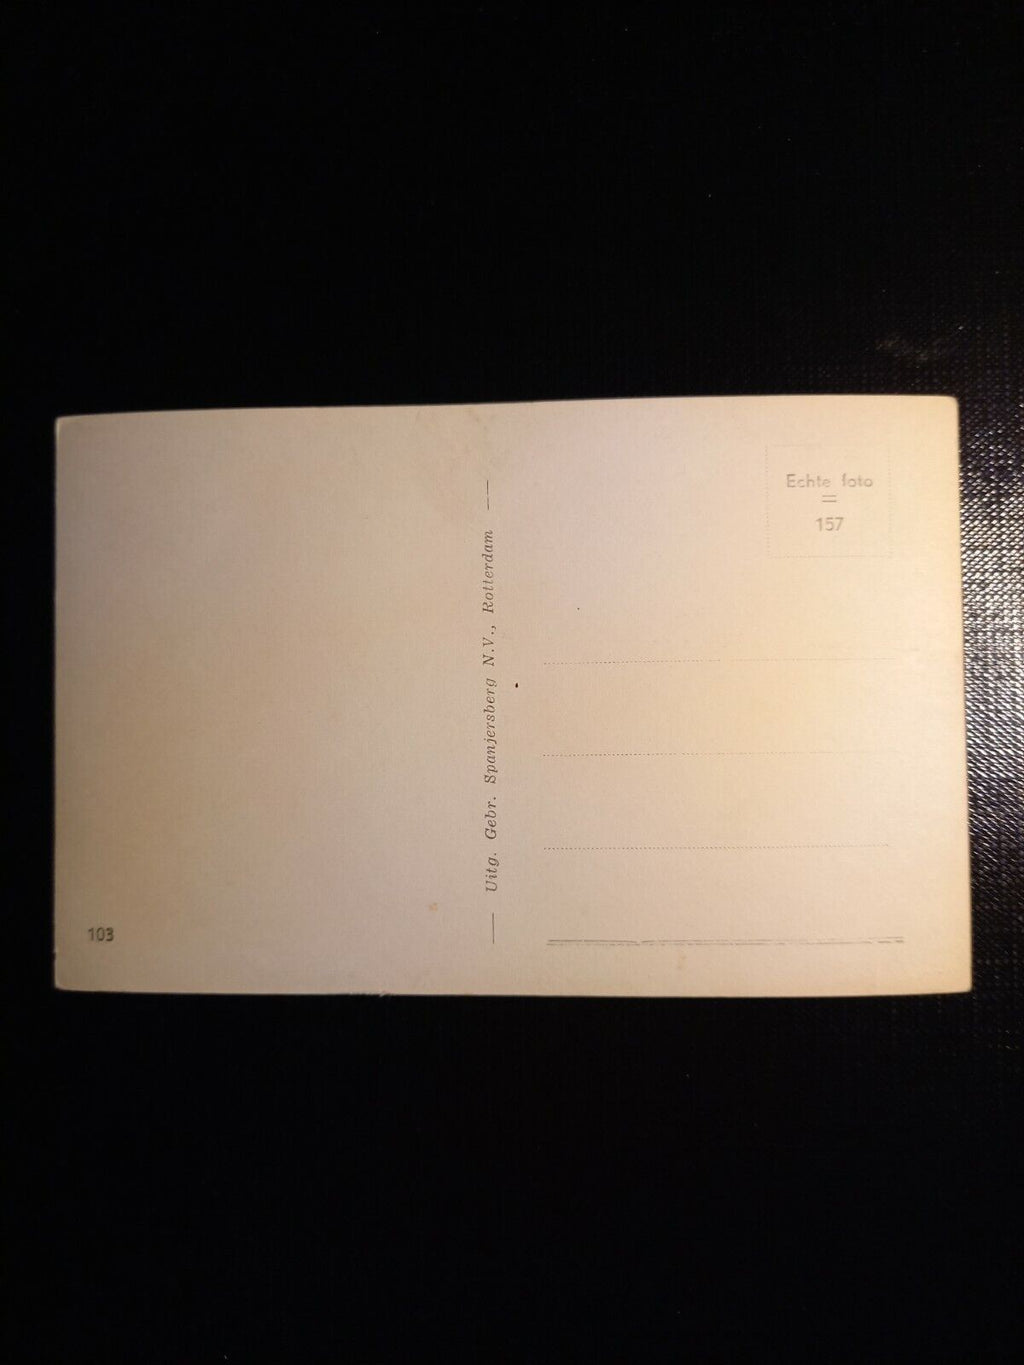 Echte foto
157
Uitg. Gebr. Spanjersberg N.V., Rotterdam
103